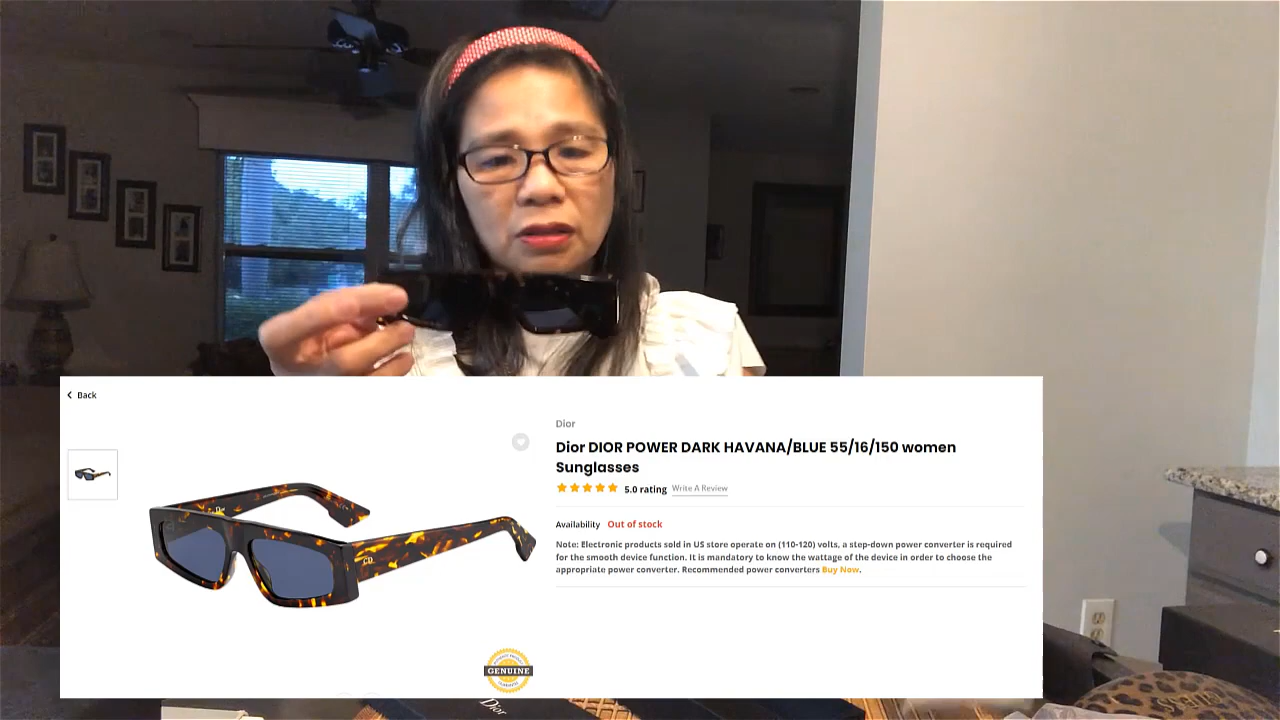 Back
Dior
Dior DIOR POWER DARK HAVANA/BLUE 55/16/150 women
Sunglasses
5.0 rating Write A Review
Availability Out of stock
Note: Electronic products sold in US store operate on (110-120) volts, a step-down power converter is required
for the smooth device function. It is mandatory to know the wattage of the device in order to choose the
appropriate power converter. Recommended power converters Buy Now.
CD
GENUINE
Dior